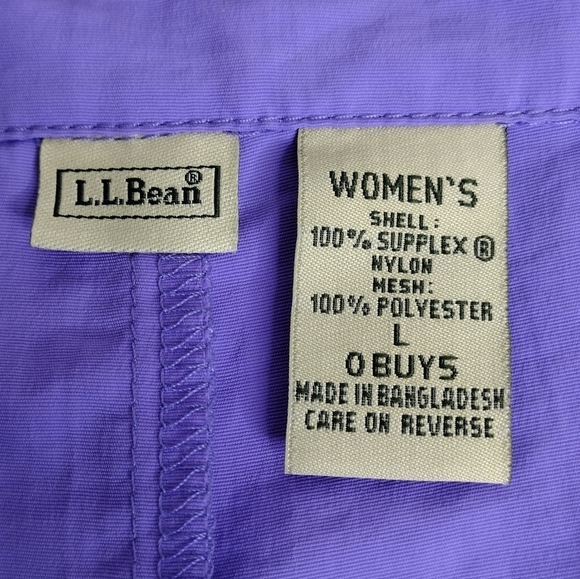 L.L.Bean®
WOMEN'S
SHELL:
100% SUPPLEX ®
NYLON
MESH:
100% POLYESTER
L
0BUY5
MADE IN BANGLADESH
CARE ON REVERSE